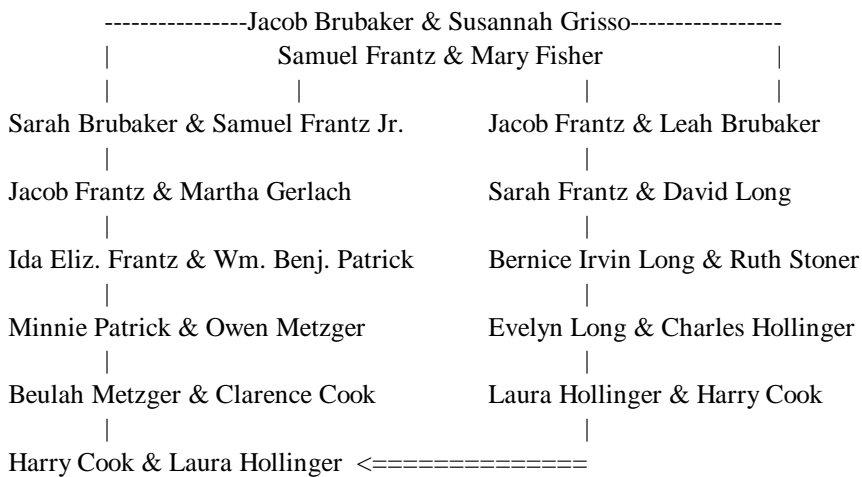 ----------------Jacob Brubaker & Susannah Grisso-----------------
| Samuel Frantz & Mary Fisher |
| | | |
Sarah Brubaker & Samuel Frantz Jr. Jacob Frantz & Leah Brubaker
| |
Jacob Frantz & Martha Gerlach Sarah Frantz & David Long
| |
Ida Eliz. Frantz & Wm. Benj. Patrick Bernice Irvin Long & Ruth Stoner
| |
Minnie Patrick & Owen Metzger Evelyn Long & Charles Hollinger
| |
Beulah Metzger & Clarence Cook Laura Hollinger & Harry Cook
| |
Harry Cook & Laura Hollinger <==============